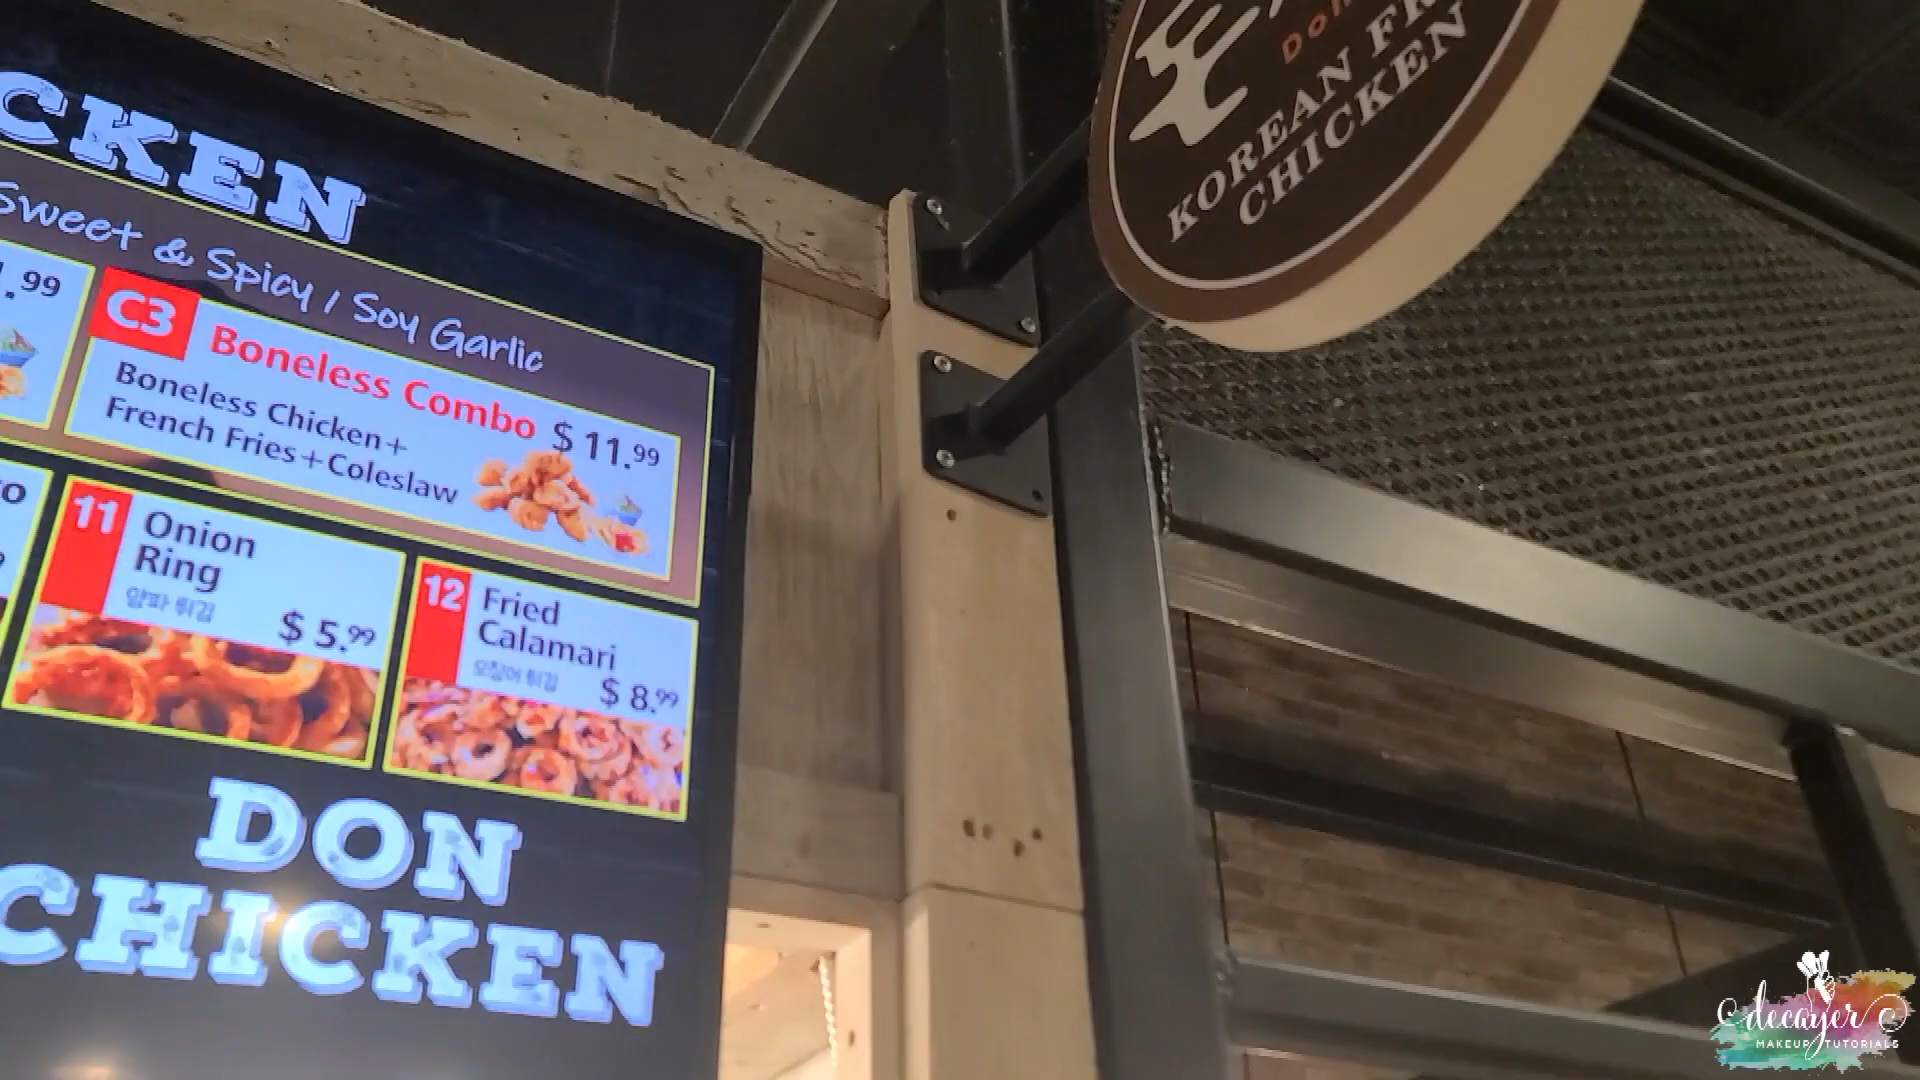 CKEN
Sweet & Spicy / Soy Garlic
.99
C3 Boneless Combo $ 11.99
Boneless Chicken+
French Fries+Coleslaw
11 Onion
Ring
양파 튀김
$ 5.99
12 Fried
Calamari
오징어 튀김
$ 8.99
DON
CHICKEN
Don
KOREAN FR
CHICKEN
decayer
MAKEUP TUTORIALS